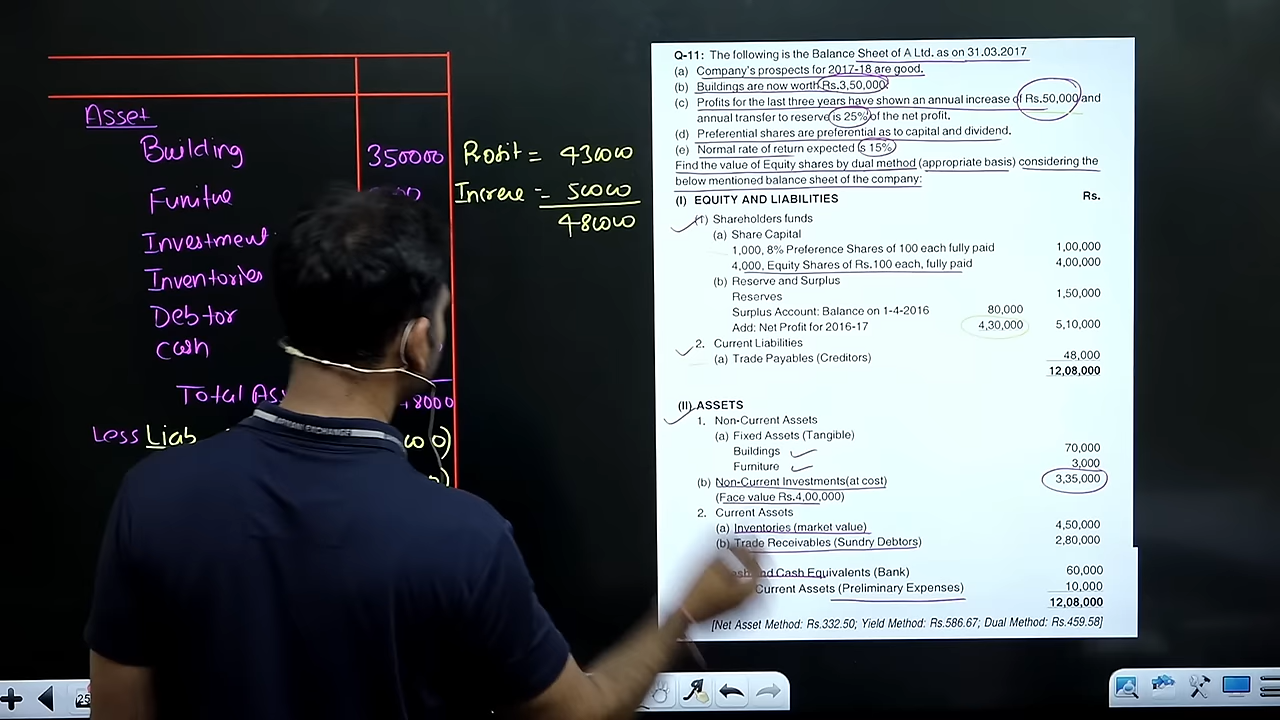 Asset
Building 350000
Funitue
Investment
Inventories
Debtor
Cash
Total As
8000
Less Liab
Rofit = 430000
Increse = 50000
480000
Q-11: The following is the Balance Sheet of A Ltd. as on 31.03.2017
(a) Company's prospects for 2017-18 are good.
(b) Buildings are now worth Rs.3,50,000.
(c) Profits for the last three years have shown an annual increase of Rs.50,000 and
annual transfer to reserve is 25% of the net profit.
(d) Preferential shares are preferential as to capital and dividend.
(e) Normal rate of return expected s 15%
Find the value of Equity shares by dual method (appropriate basis) considering the
below mentioned balance sheet of the company:
(I) EQUITY AND LIABILITIES Rs.
(1) Shareholders funds
(a) Share Capital
1,000, 8% Preference Shares of 100 each fully paid 1,00,000
4,000, Equity Shares of Rs.100 each, fully paid 4,00,000
(b) Reserve and Surplus
Reserves 1,50,000
Surplus Account: Balance on 1-4-2016 80,000
Add: Net Profit for 2016-17 4,30,000 5,10,000
2. Current Liabilities
(a) Trade Payables (Creditors) 48,000
12,08,000
(II) ASSETS
1. Non-Current Assets
(a) Fixed Assets (Tangible)
Buildings 70,000
Furniture 3,000
(b) Non-Current Investments(at cost) 3,35,000
(Face value Rs.4,00,000)
2. Current Assets
(a) Inventories (market value) 4,50,000
(b) Trade Receivables (Sundry Debtors) 2,80,000
and Cash Equivalents (Bank) 60,000
Current Assets (Preliminary Expenses) 10,000
12,08,000
[Net Asset Method: Rs.332.50; Yield Method: Rs.586.67; Dual Method: Rs.459.58]
25